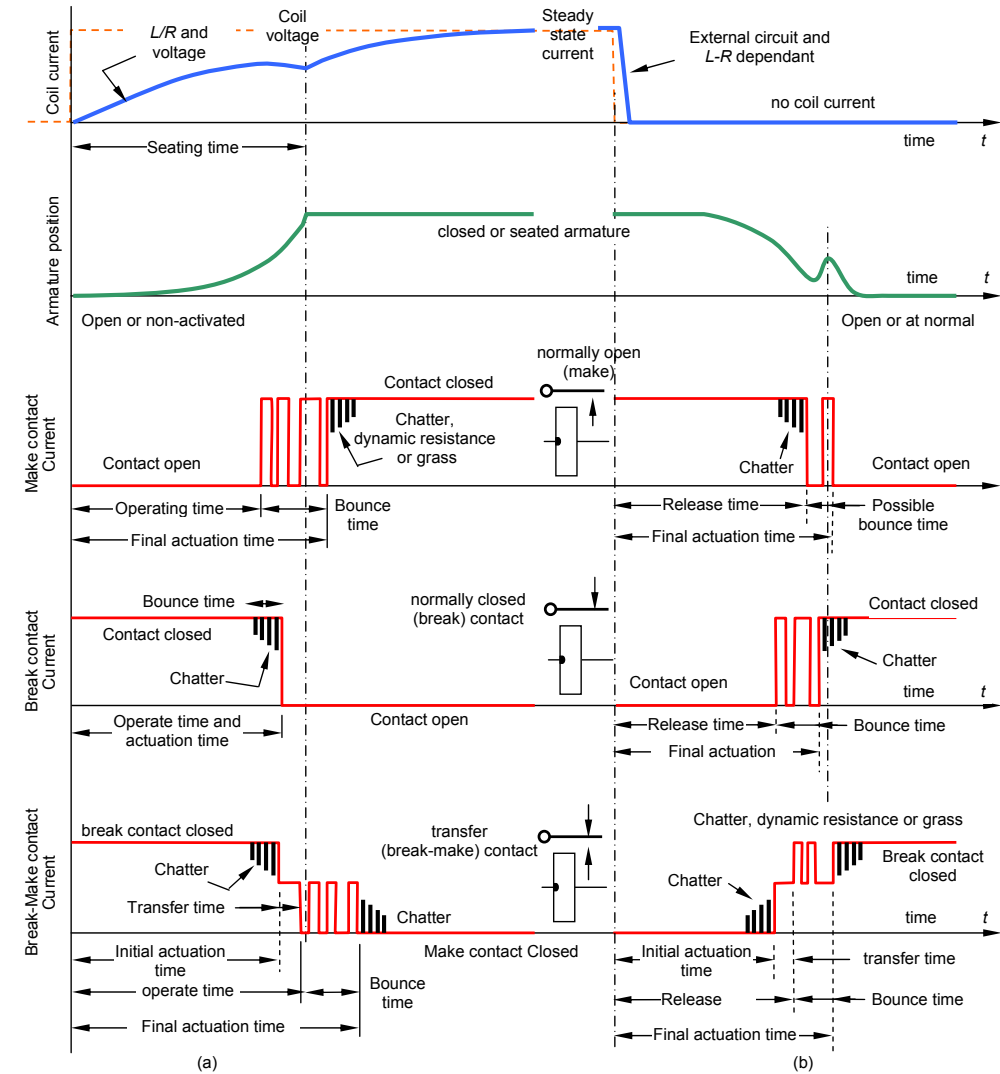 Coil current
L/R and
voltage
Coil
voltage
Steady
state
current
External circuit and
L-R dependant
no coil current
time t
Seating time
Armature position
closed or seated armature
time t
Open or non-activated
Open or at normal
Make contact
Current
normally open
(make)
Contact closed
Chatter,
dynamic resistance
or grass
Contact open
Chatter
Contact open
Operating time
Bounce
time
Final actuation time
Release time
Possible
bounce time
Final actuation time
Break contact
Current
Bounce time
Contact closed
Chatter
normally closed
(break) contact
Contact closed
Chatter
Contact open
time t
Operate time and
actuation time
Contact open
Release time
Bounce time
Final actuation
Break-Make contact
Current
break contact closed
Chatter
Transfer time
Chatter
transfer
(break-make) contact
Chatter, dynamic resistance or grass
Chatter
Break contact
closed
time t
Make contact Closed
Initial actuation
time
operate time
Bounce
time
Final actuation time
Initial actuation
time
transfer time
Release
Bounce time
Final actuation time
(a)
(b)